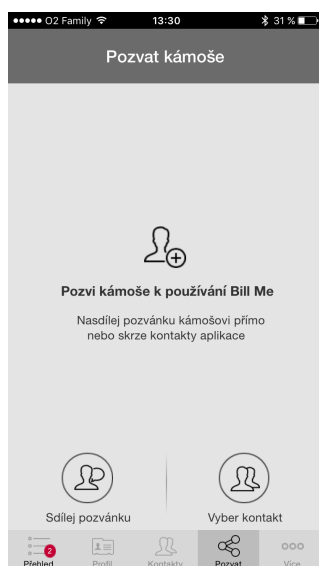 O2 Family 13:30 31 %
Pozvat kámoše
Pozvi kámoše k používání Bill Me
Nasdílej pozvánku kámošovi přímo
nebo skrze kontakty aplikace
Sdílej pozvánku Vyber kontakt
2
Přehled Profil Kontakty Pozvat Více